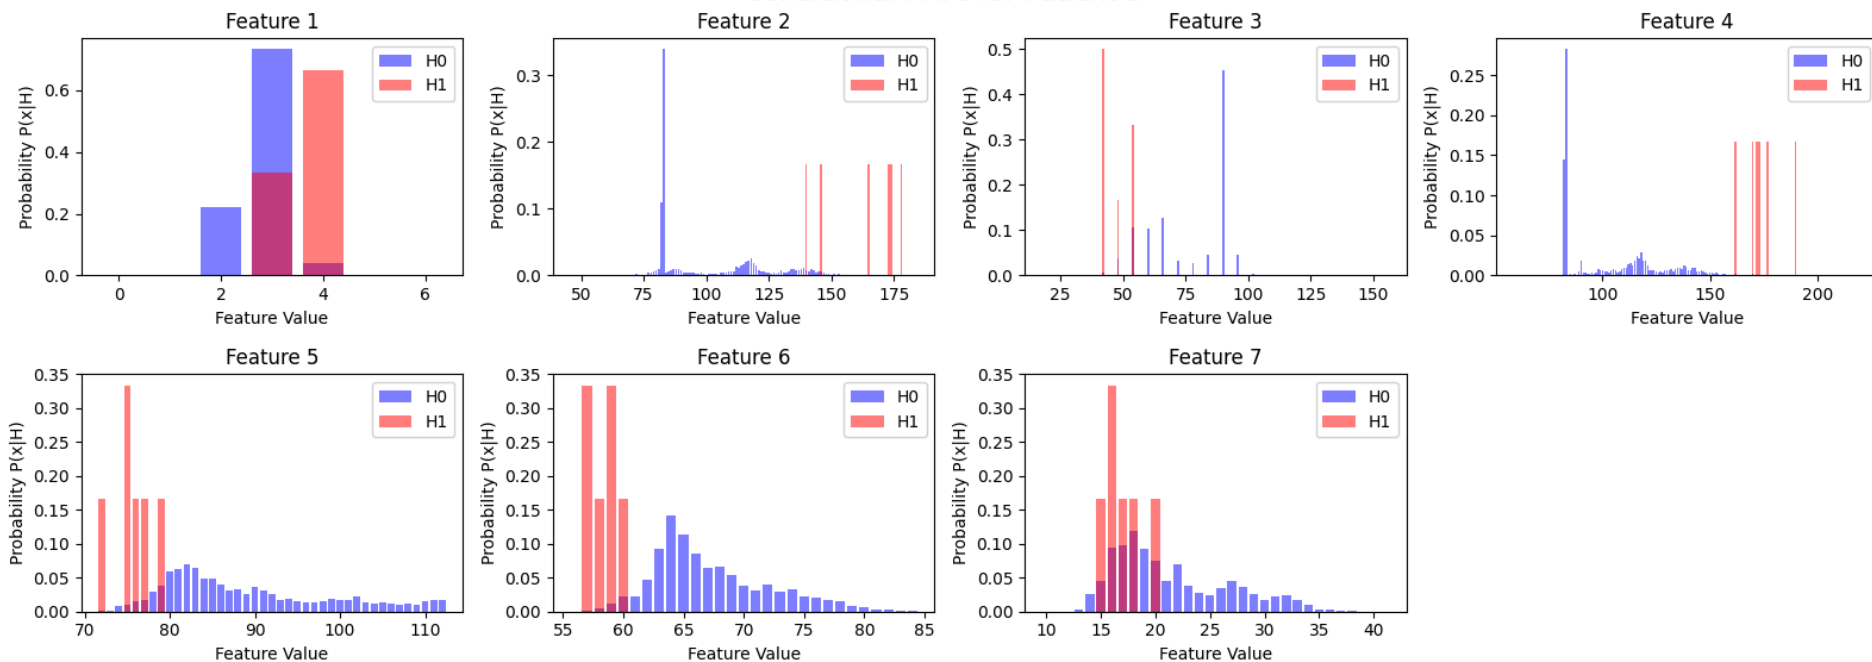 Feature 1
Probability P(x|H)
0.6
0.4
0.2
0.0
H0
H1
0 2 4 6
Feature Value
Feature 2
Probability P(x|H)
0.3
0.2
0.1
0.0
H0
H1
50 75 100 125 150 175
Feature Value
Feature 3
Probability P(x|H)
0.5
0.4
0.3
0.2
0.1
0.0
H0
H1
25 50 75 100 125 150
Feature Value
Feature 4
Probability P(x|H)
0.25
0.20
0.15
0.10
0.05
0.00
H0
H1
100 150 200
Feature Value
Feature 5
Probability P(x|H)
0.35
0.30
0.25
0.20
0.15
0.10
0.05
0.00
H0
H1
70 80 90 100 110
Feature Value
Feature 6
Probability P(x|H)
0.35
0.30
0.25
0.20
0.15
0.10
0.05
0.00
H0
H1
55 60 65 70 75 80 85
Feature Value
Feature 7
Probability P(x|H)
0.35
0.30
0.25
0.20
0.15
0.10
0.05
0.00
H0
H1
10 15 20 25 30 35 40
Feature Value